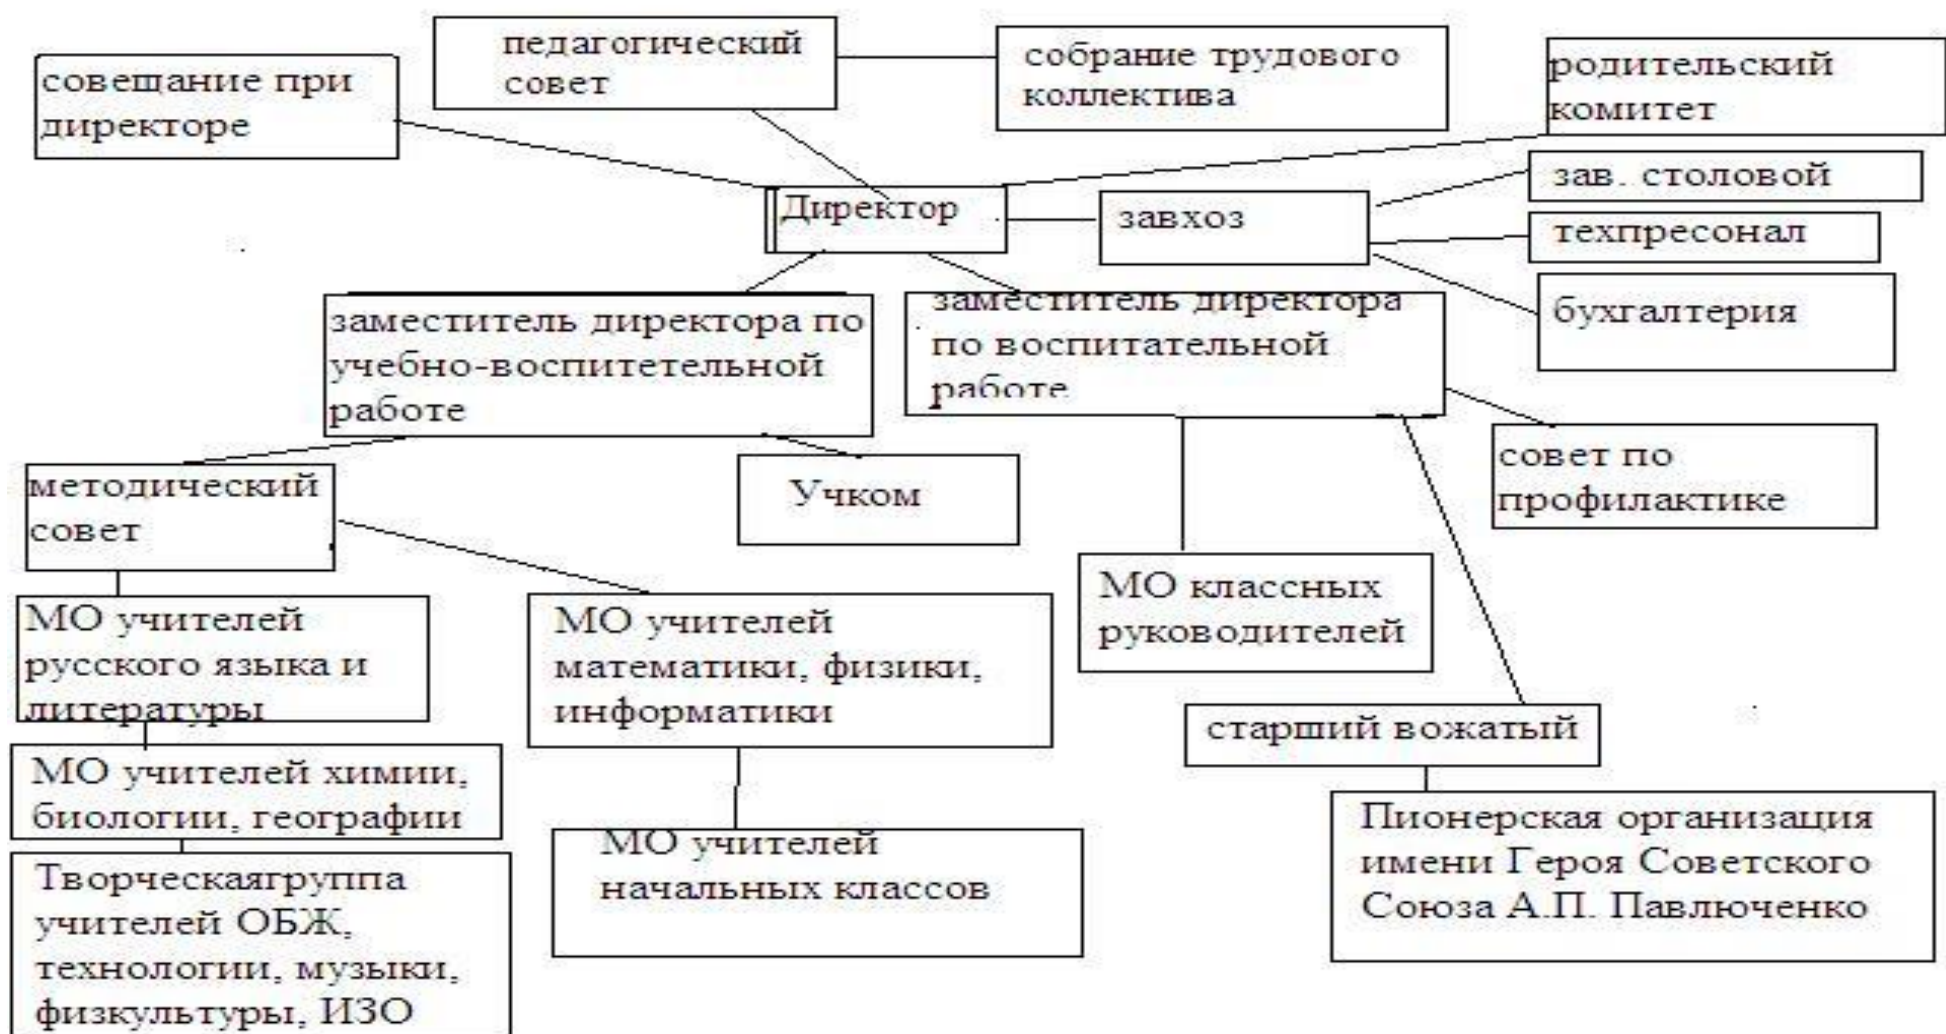 совещание при
директоре
педагогический
совет
собрание трудового
коллектива
родительский
комитет
Директор
завхоз
зав. столовой
техпресонал
бухгалтерия
заместитель директора по
учебно-воспитетельной
работе
заместитель директора
по воспитательной
работе
методический
совет
Учком
совет по
профилактике
МО учителей
русского языка и
литературы
МО учителей
математики, физики,
информатики
МО классных
руководителей
старший вожатый
МО учителей химии,
биологии, географии
МО учителей
начальных классов
Пионерская организация
имени Героя Советского
Союза А.П. Павлюченко
Творческаягруппа
учителей ОБЖ,
технологии, музыки,
физкультуры, ИЗО